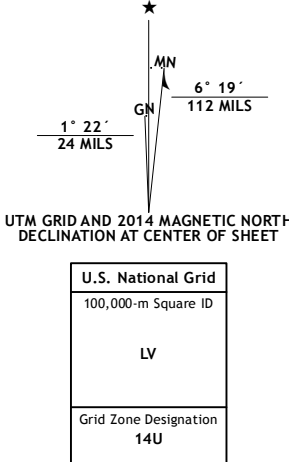 ★
MN
6° 19´
112 MILS
GN
1° 22´
24 MILS
UTM GRID AND 2014 MAGNETIC NORTH
DECLINATION AT CENTER OF SHEET
U.S. National Grid
100,000-m Square ID
LV
Grid Zone Designation
14U